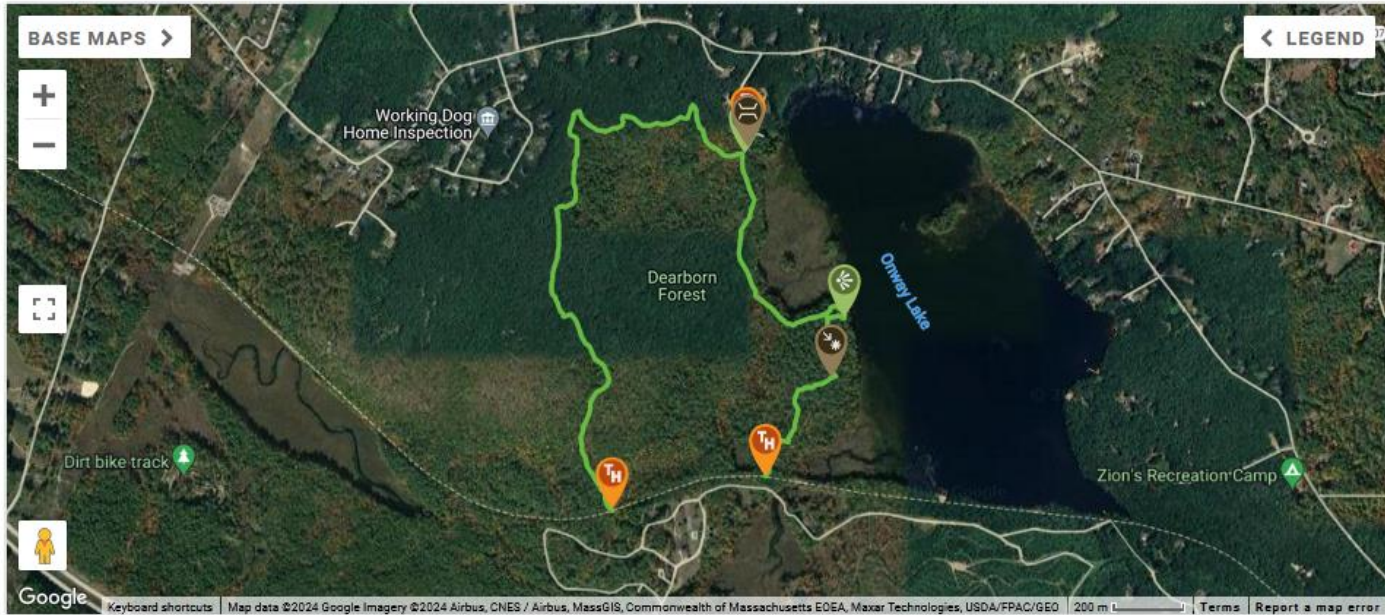 BASE MAPS
LEGEND
07
+
Working Dog
Home Inspection
−
Dearborn
Forest
Onway Lake
TH
Dirt bike track
TH
Zion's Recreation Camp
Google
Keyboard shortcuts
Map data ©2024 Google Imagery ©2024 Airbus, CNES / Airbus, MassGIS, Commonwealth of Massachusetts EOEA, Maxar Technologies, USDA/FPAC/GEO
200 m
Terms
Report a map error